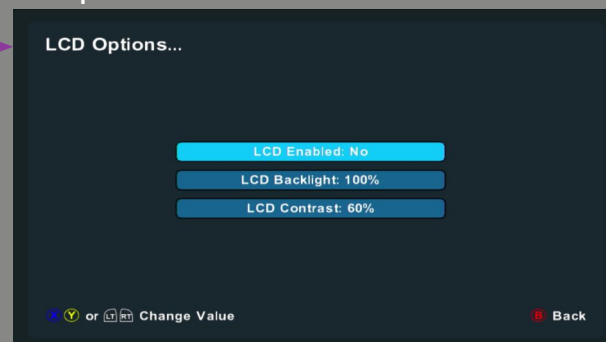 LCD Options...
LCD Enabled: No
LCD Backlight: 100%
LCD Contrast: 60%
X Y or LT RT Change Value
B Back